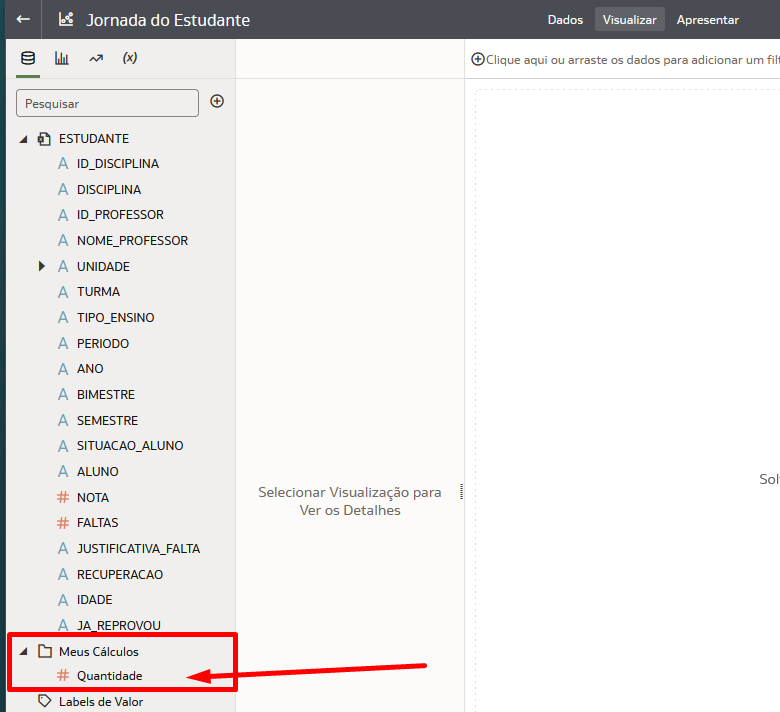 Jornada do Estudante
Dados Visualizar Apresentar
(x)
Clique aqui ou arraste os dados para adicionar um
Pesquisar
ESTUDANTE
ID_DISCIPLINA
DISCIPLINA
ID_PROFESSOR
NOME_PROFESSOR
UNIDADE
TURMA
TIPO_ENSINO
PERIODO
ANO
BIMESTRE
SEMESTRE
SITUACAO_ALUNO
ALUNO
NOTA
FALTAS
JUSTIFICATIVA_FALTA
RECUPERACAO
IDADE
JA_REPROVOU
Meus Cálculos
Quantidade
Labels de Valor
Selecionar Visualização para
Ver os Detalhes